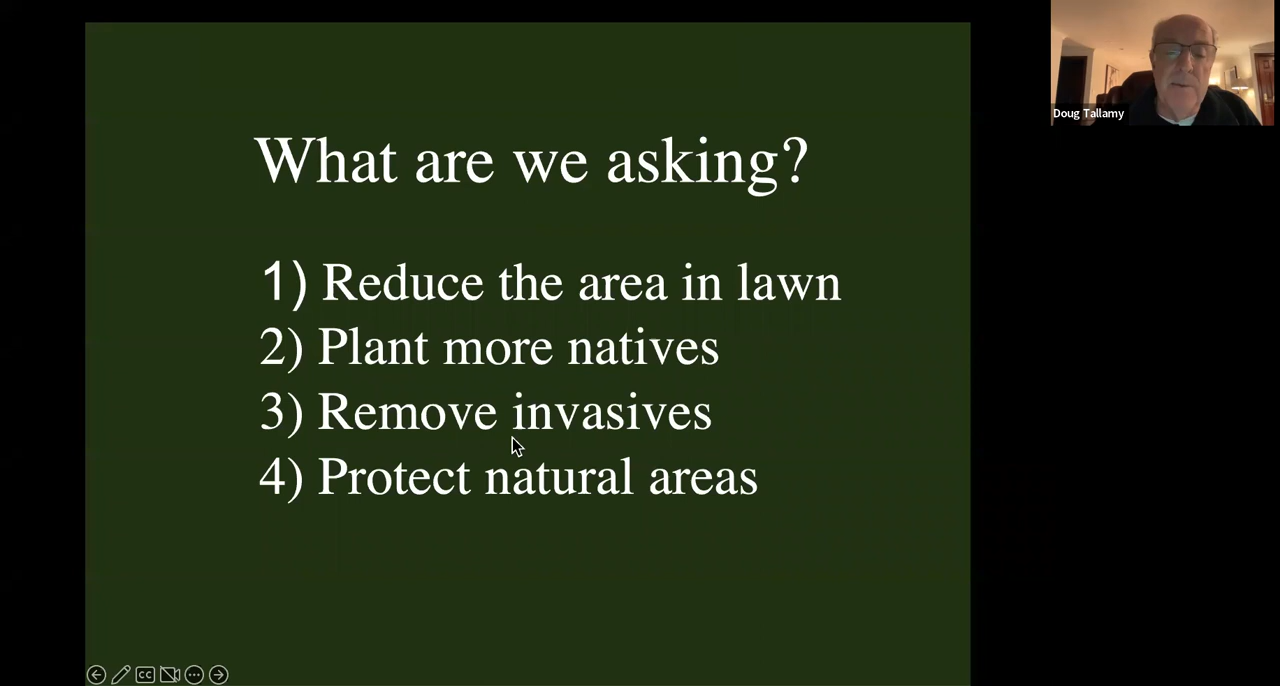 What are we asking?
1) Reduce the area in lawn
2) Plant more natives
3) Remove invasives
4) Protect natural areas
Doug Tallamy
CC